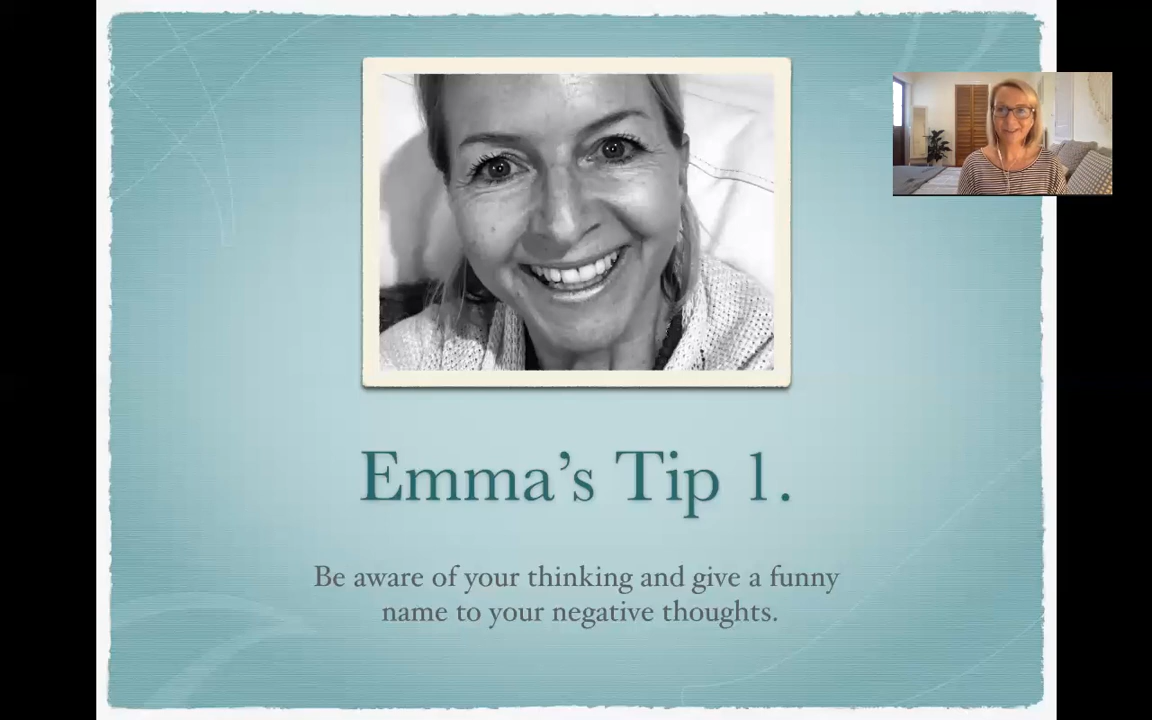 Emma’s Tip 1.
Be aware of your thinking and give a funny
name to your negative thoughts.